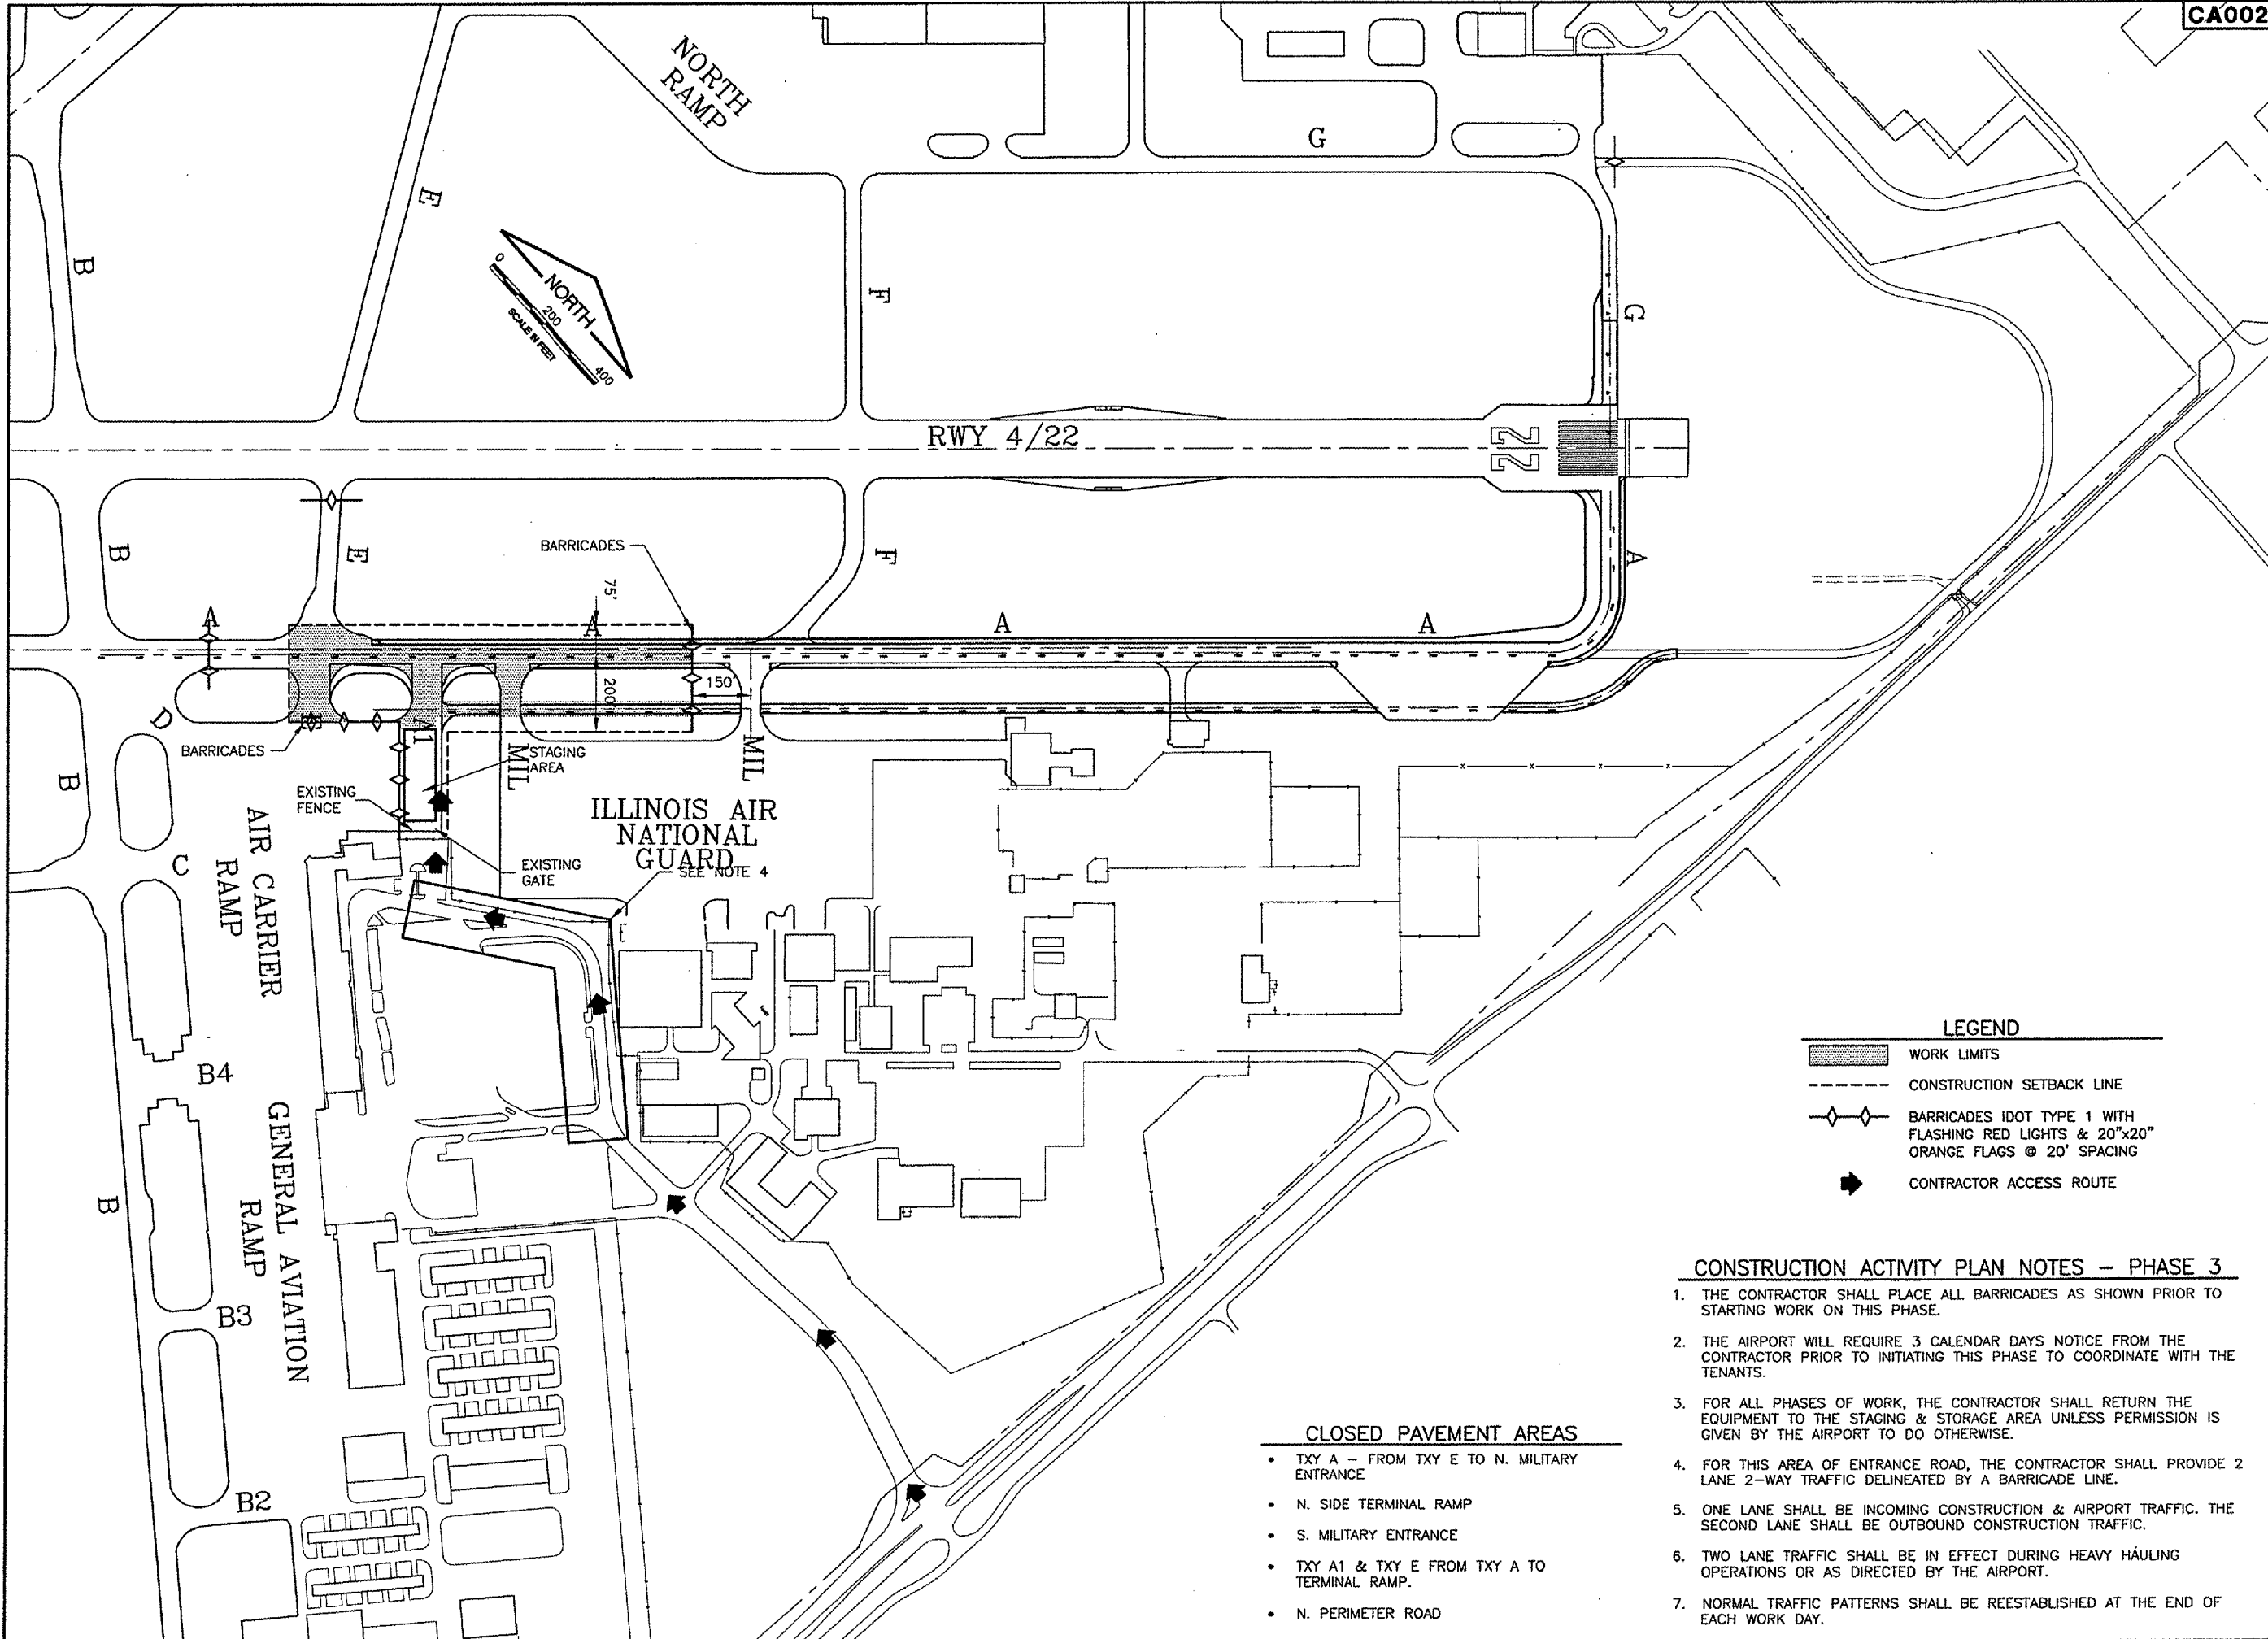 CA002
NORTH
RAMP
G
E
B
0
NORTH
200
400
SCALE IN FEET
F
G
RWY 4/22
22
B
E
BARRICADES
F
A
75'
A
A
A
A
200'
150'
D
A1
BARRICADES
MIL
STAGING
AREA
MIL
B
EXISTING
FENCE
ILLINOIS AIR
NATIONAL
GUARD
SEE NOTE 4
AIR CARRIER
RAMP
C
EXISTING
GATE
B4
GENERAL AVIATION
RAMP
B
B3
B2
LEGEND
WORK LIMITS
CONSTRUCTION SETBACK LINE
BARRICADES IDOT TYPE 1 WITH
FLASHING RED LIGHTS & 20"x20"
ORANGE FLAGS @ 20' SPACING
CONTRACTOR ACCESS ROUTE
CONSTRUCTION ACTIVITY PLAN NOTES – PHASE 3
1. THE CONTRACTOR SHALL PLACE ALL BARRICADES AS SHOWN PRIOR TO
STARTING WORK ON THIS PHASE.
2. THE AIRPORT WILL REQUIRE 3 CALENDAR DAYS NOTICE FROM THE
CONTRACTOR PRIOR TO INITIATING THIS PHASE TO COORDINATE WITH THE
TENANTS.
3. FOR ALL PHASES OF WORK, THE CONTRACTOR SHALL RETURN THE
EQUIPMENT TO THE STAGING & STORAGE AREA UNLESS PERMISSION IS
GIVEN BY THE AIRPORT TO DO OTHERWISE.
4. FOR THIS AREA OF ENTRANCE ROAD, THE CONTRACTOR SHALL PROVIDE 2
LANE 2-WAY TRAFFIC DELINEATED BY A BARRICADE LINE.
5. ONE LANE SHALL BE INCOMING CONSTRUCTION & AIRPORT TRAFFIC. THE
SECOND LANE SHALL BE OUTBOUND CONSTRUCTION TRAFFIC.
6. TWO LANE TRAFFIC SHALL BE IN EFFECT DURING HEAVY HAULING
OPERATIONS OR AS DIRECTED BY THE AIRPORT.
7. NORMAL TRAFFIC PATTERNS SHALL BE REESTABLISHED AT THE END OF
EACH WORK DAY.
CLOSED PAVEMENT AREAS
• TXY A – FROM TXY E TO N. MILITARY
ENTRANCE
• N. SIDE TERMINAL RAMP
• S. MILITARY ENTRANCE
• TXY A1 & TXY E FROM TXY A TO
TERMINAL RAMP.
• N. PERIMETER ROAD